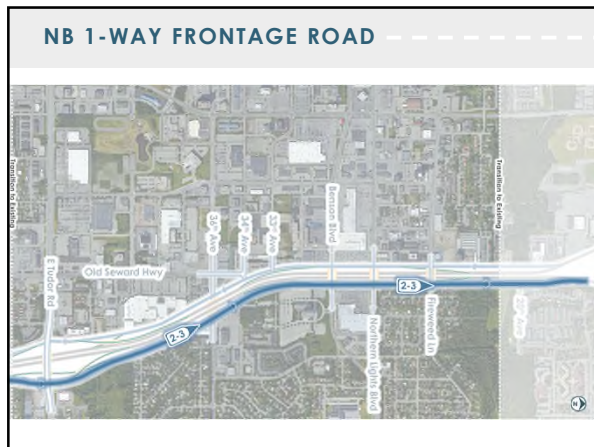 NB 1-WAY FRONTAGE ROAD
Transition to Existing
E Tudor Rd
Old Seward Hwy
36th Ave
34th Ave
33rd Ave
Benson Blvd
Northern Lights Blvd
Fireweed Ln
Transition to Existing
20th Ave
2-3
2-3
N